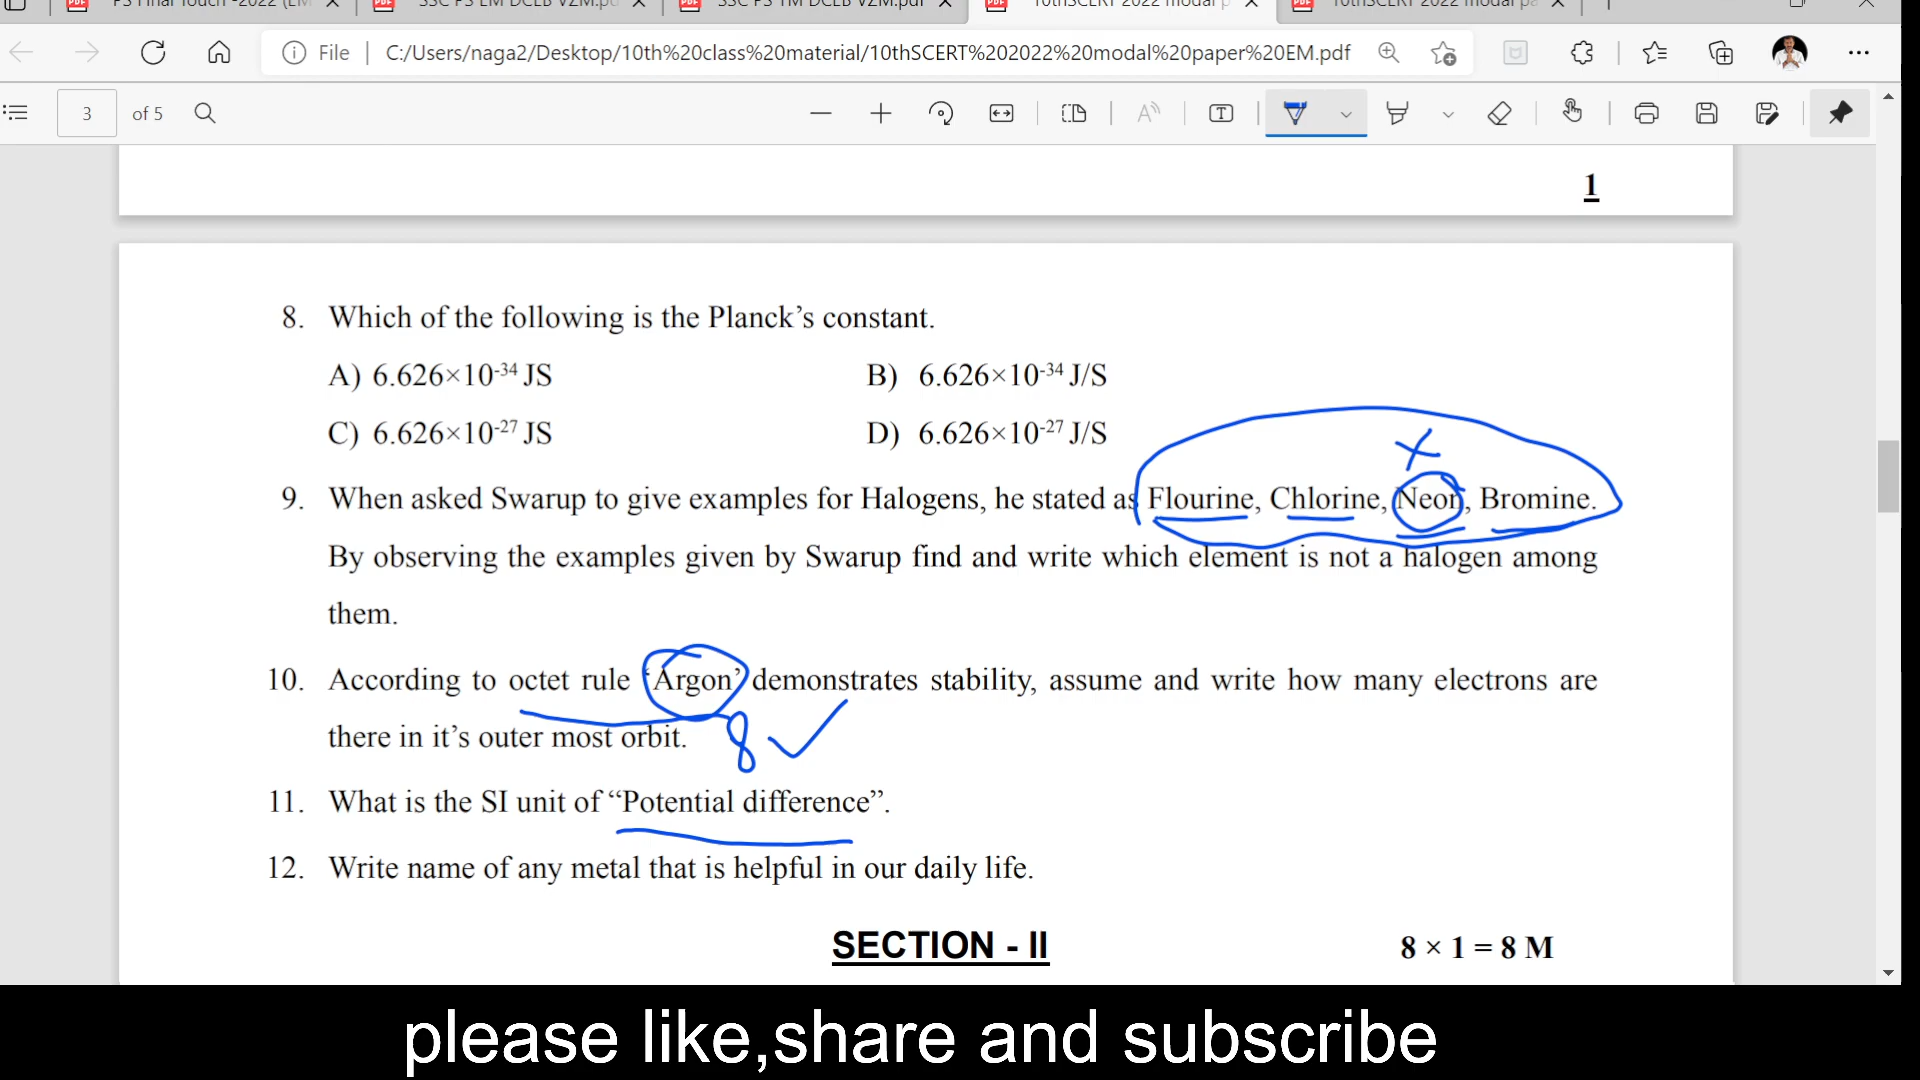 File | C:/Users/naga2/Desktop/10th%20class%20material/10thSCERT%202022%20modal%20paper%20EM.pdf
3 of 5
1
8. Which of the following is the Planck’s constant.
A) 6.626×10-34 JS B) 6.626×10-34 J/S
C) 6.626×10-27 JS D) 6.626×10-27 J/S
X
9. When asked Swarup to give examples for Halogens, he stated as Flourine, Chlorine, Neon, Bromine.
By observing the examples given by Swarup find and write which element is not a halogen among
them.
10. According to octet rule ‘Argon’ demonstrates stability, assume and write how many electrons are
there in it’s outer most orbit. 8
11. What is the SI unit of “Potential difference”.
12. Write name of any metal that is helpful in our daily life.
SECTION - II 8 × 1 = 8 M
please like,share and subscribe